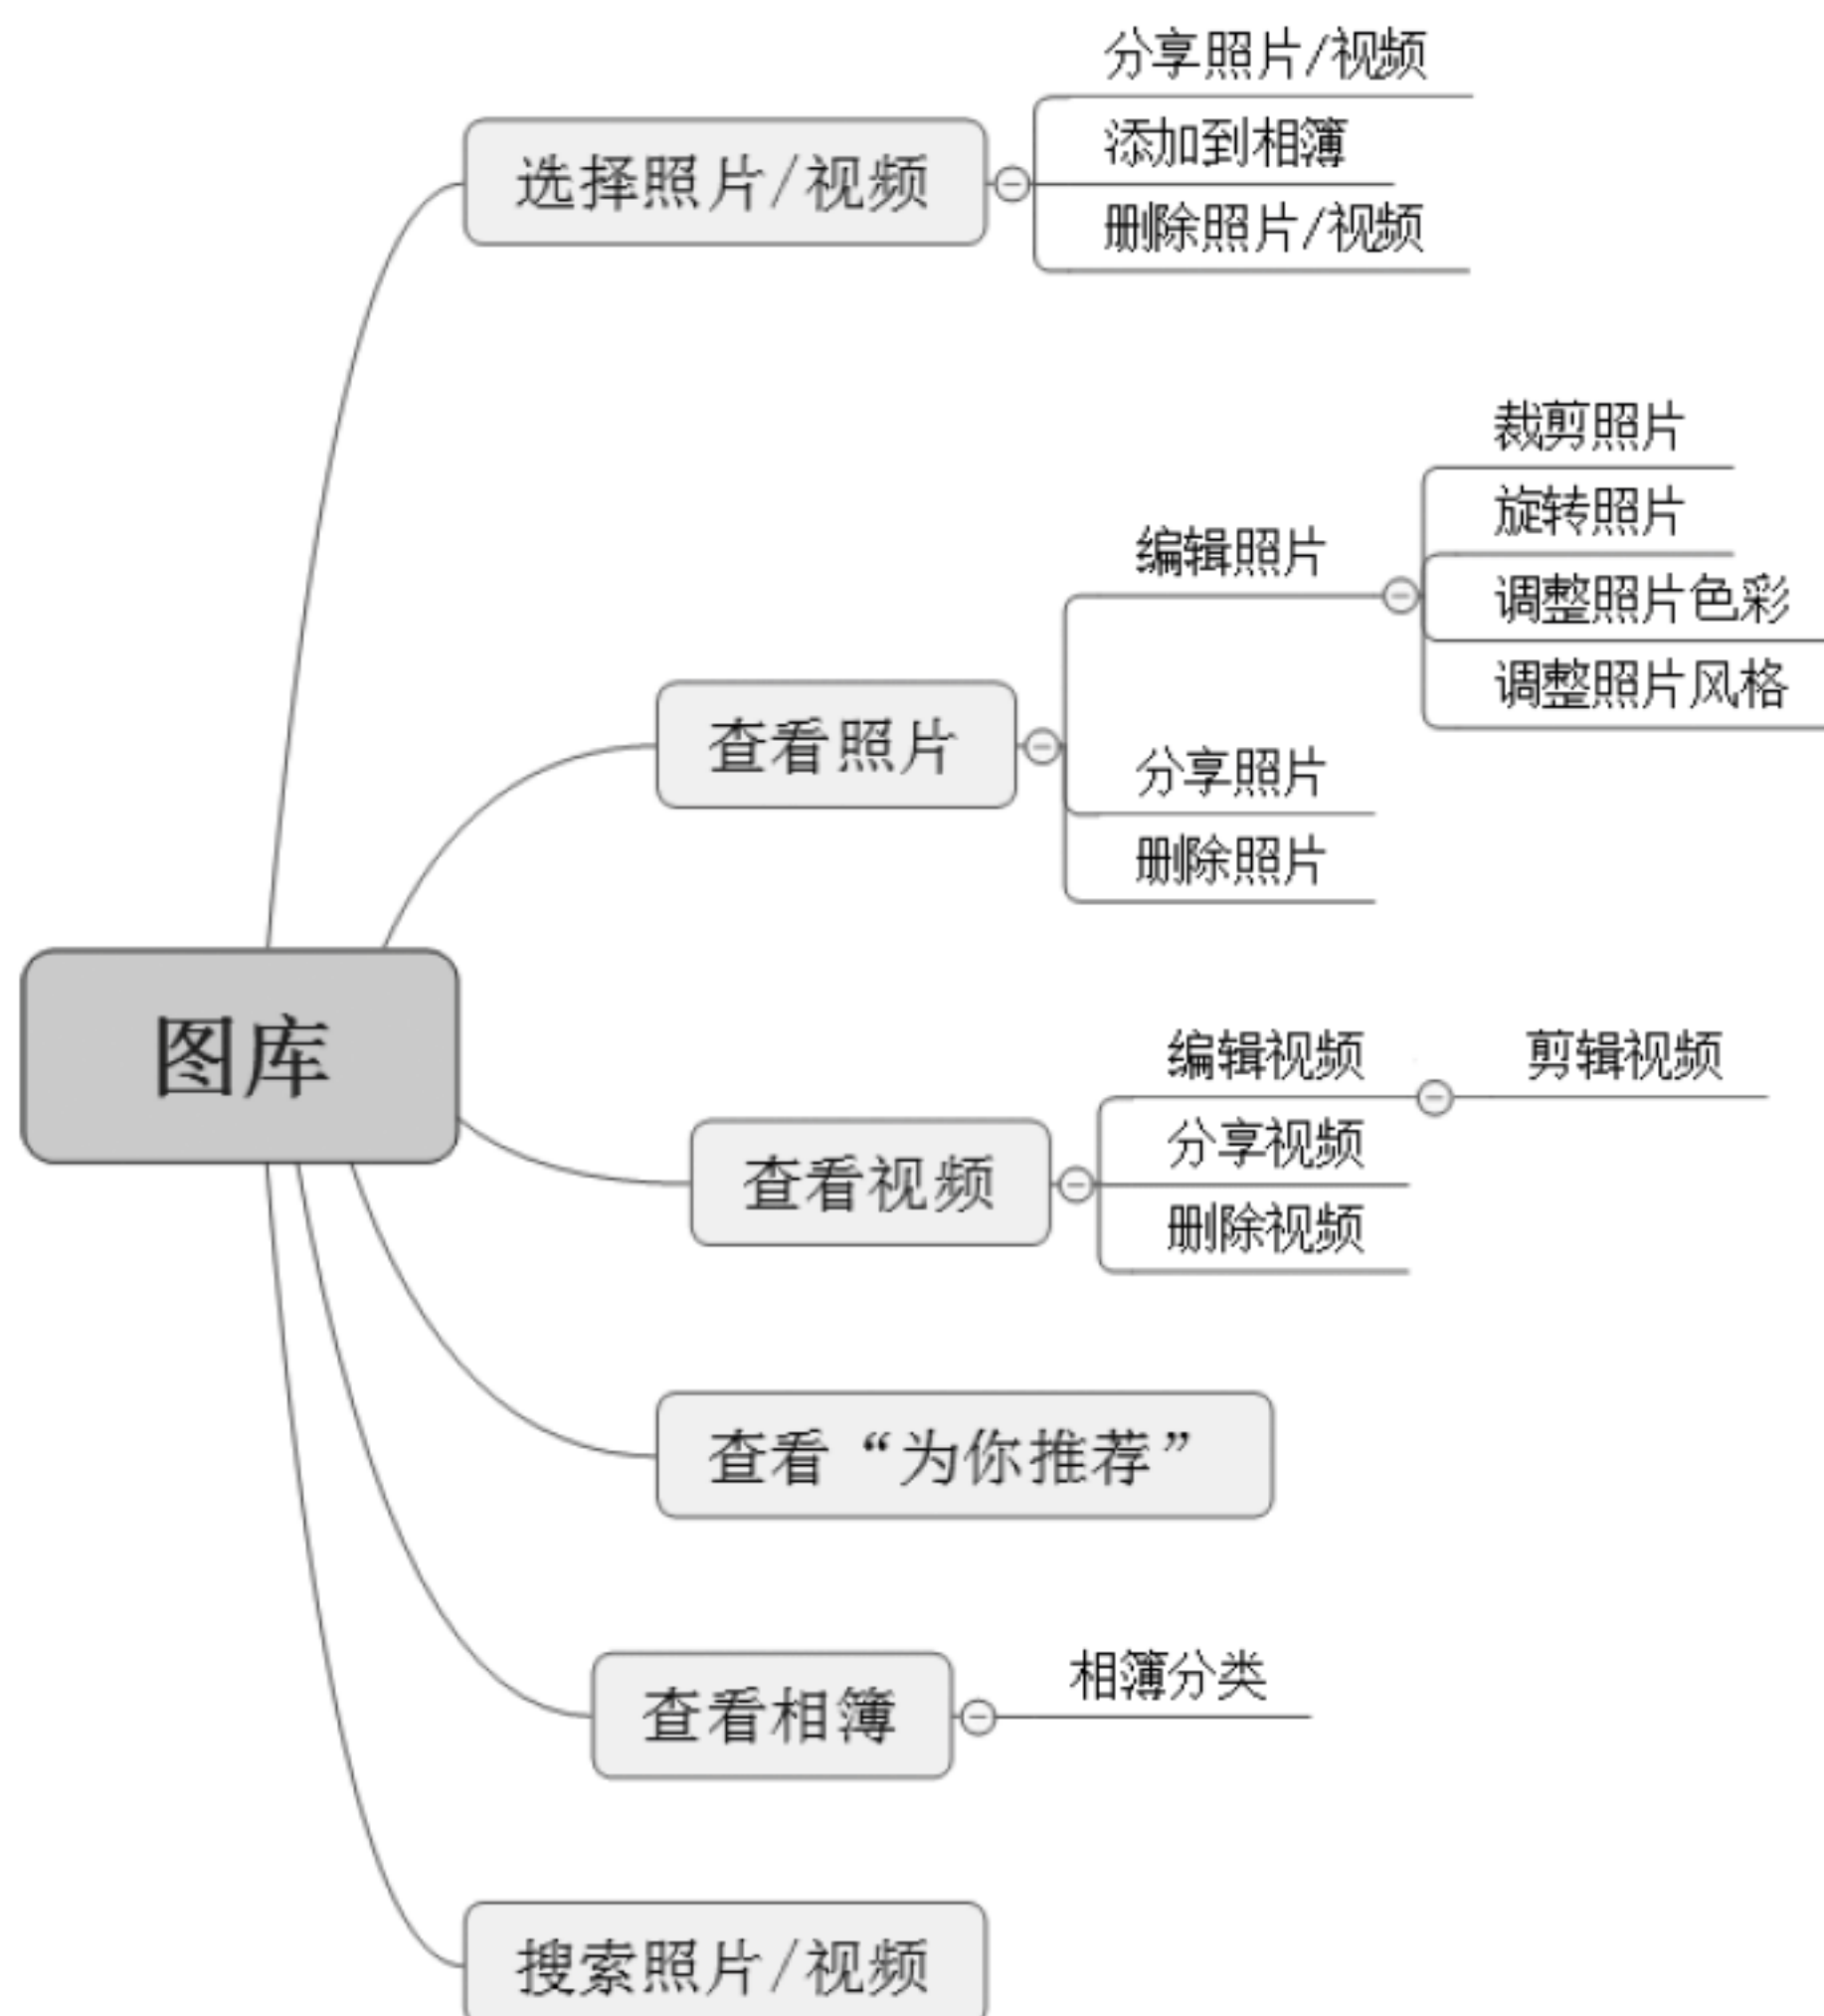 分享照片/视频
添加到相簿
选择照片/视频
删除照片/视频
裁剪照片
旋转照片
编辑照片
调整照片色彩
调整照片风格
查看照片
分享照片
删除照片
图库
编辑视频
剪辑视频
分享视频
查看视频
删除视频
查看“为你推荐”
相簿分类
查看相簿
搜索照片/视频